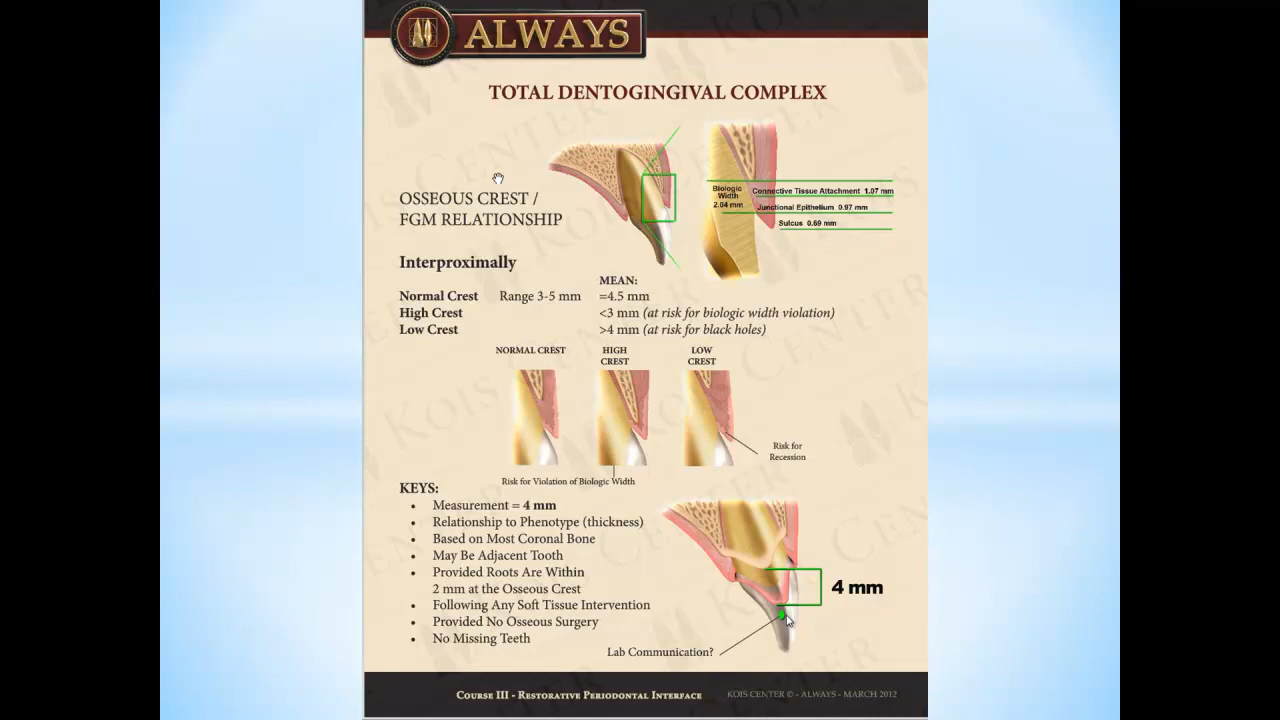 ALWAYS
TOTAL DENTOGINGIVAL COMPLEX
OSSEOUS CREST /
FGM RELATIONSHIP
Biologic
Width
2.04 mm
Connective Tissue Attachment 1.07 mm
Junctional Epithelium 0.97 mm
Sulcus 0.69 mm
Interproximally
MEAN:
Normal Crest Range 3-5 mm =4.5 mm
High Crest <3 mm (at risk for biologic width violation)
Low Crest >4 mm (at risk for black holes)
NORMAL CREST
HIGH
CREST
LOW
CREST
Risk for
Recession
Risk for Violation of Biologic Width
KEYS:
• Measurement = 4 mm
• Relationship to Phenotype (thickness)
• Based on Most Coronal Bone
• May Be Adjacent Tooth
• Provided Roots Are Within
2 mm at the Osseous Crest
• Following Any Soft Tissue Intervention
• Provided No Osseous Surgery
• No Missing Teeth
4 mm
Lab Communication?
Course III - Restorative Periodontal Interface
KOIS CENTER © - ALWAYS - MARCH 2012